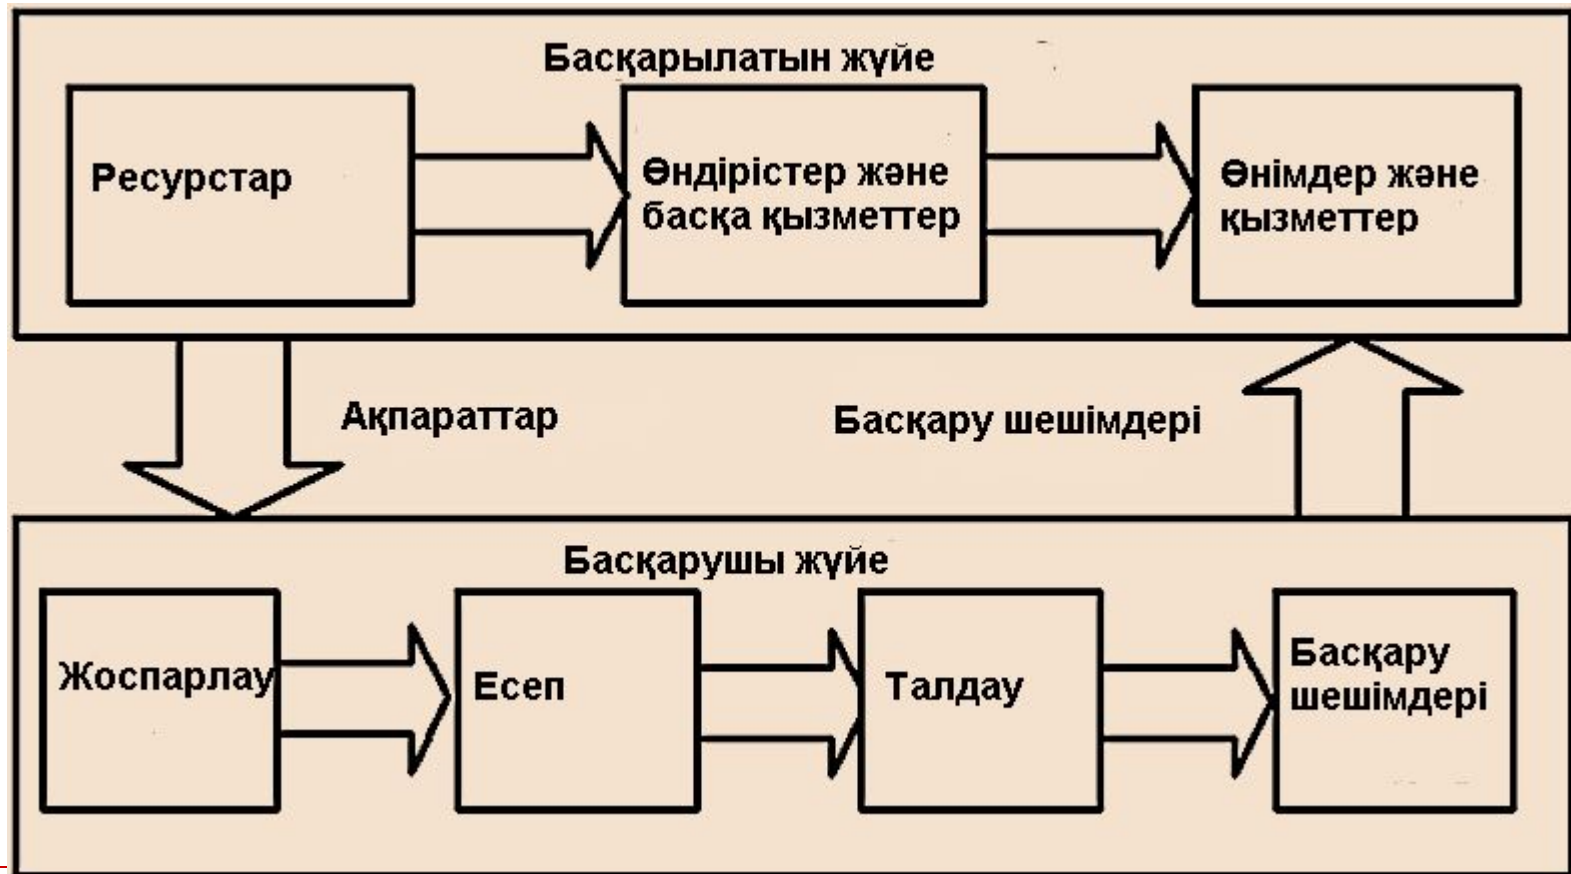 Басқарылатын жүйе
Ресурстар
Өндірістер және
басқа қызметтер
Өнімдер және
қызметтер
Ақпараттар
Басқару шешімдері
Басқарушы жүйе
Жоспарлау
Есеп
Талдау
Басқару
шешімдері